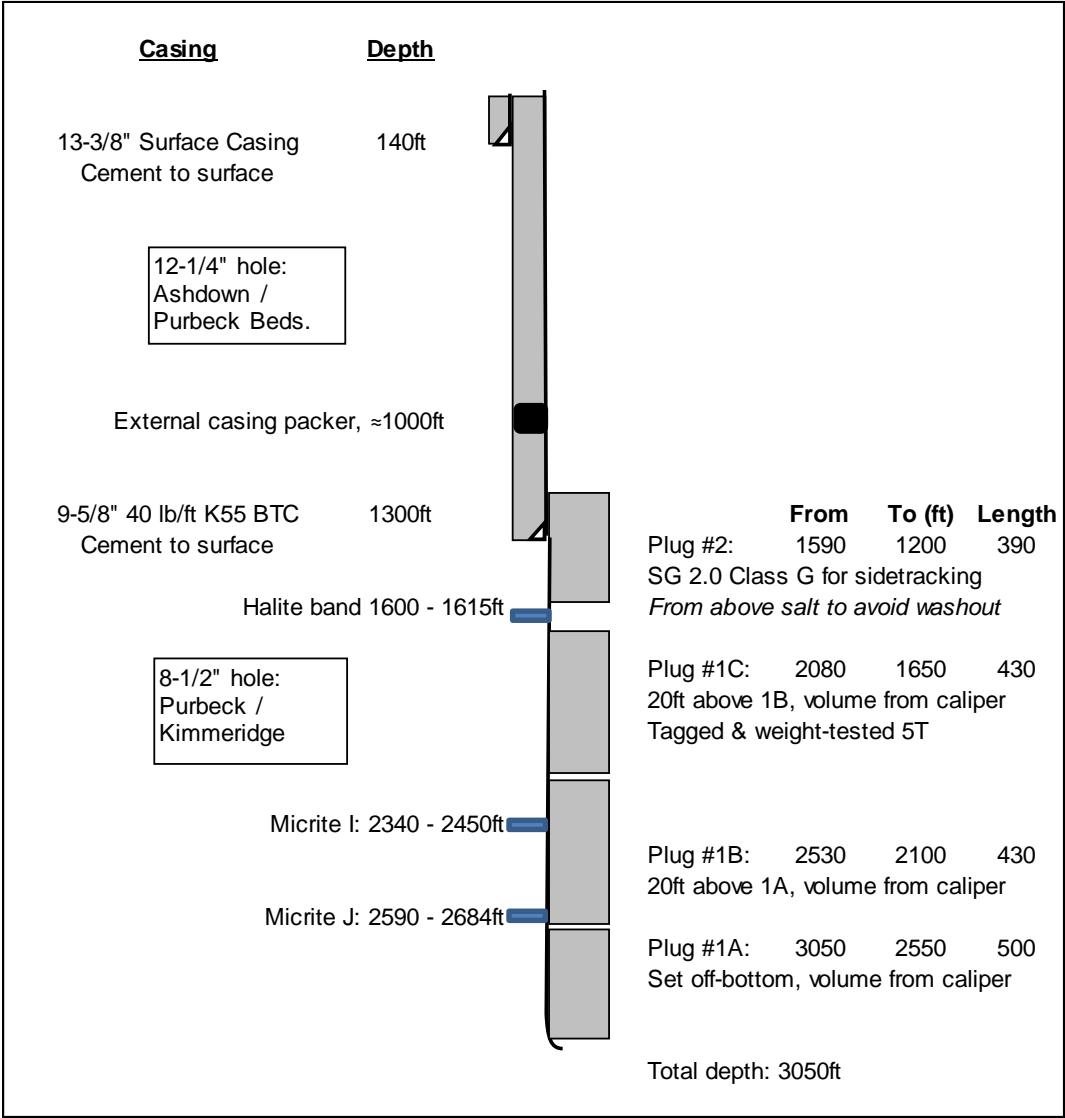 Casing Depth
13-3/8" Surface Casing 140ft
Cement to surface
12-1/4" hole:
Ashdown /
Purbeck Beds.
External casing packer, ≈1000ft
9-5/8" 40 lb/ft K55 BTC 1300ft
Cement to surface
From To (ft) Length
Plug #2: 1590 1200 390
SG 2.0 Class G for sidetracking
From above salt to avoid washout
Halite band 1600 - 1615ft
8-1/2" hole:
Purbeck /
Kimmeridge
Plug #1C: 2080 1650 430
20ft above 1B, volume from caliper
Tagged & weight-tested 5T
Micrite I: 2340 - 2450ft
Plug #1B: 2530 2100 430
20ft above 1A, volume from caliper
Micrite J: 2590 - 2684ft
Plug #1A: 3050 2550 500
Set off-bottom, volume from caliper
Total depth: 3050ft